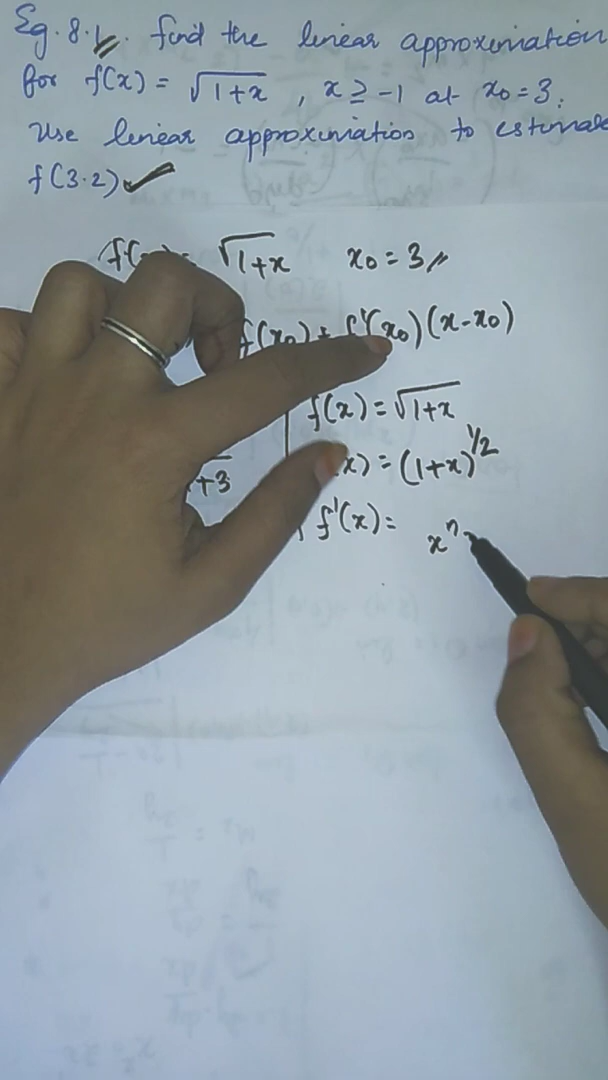 Eg. 8.1. Find the linear approximation
for f(x) = √(1+x) , x ≥ -1 at x₀ = 3.
Use linear approximation to estimate
f(3.2) ✓
√(1+x) x₀ = 3
f(x₀) + f'(x₀)(x-x₀)
f(x) = √(1+x)
x) = (1+x)^1/2
+3
f'(x) =
xⁿ